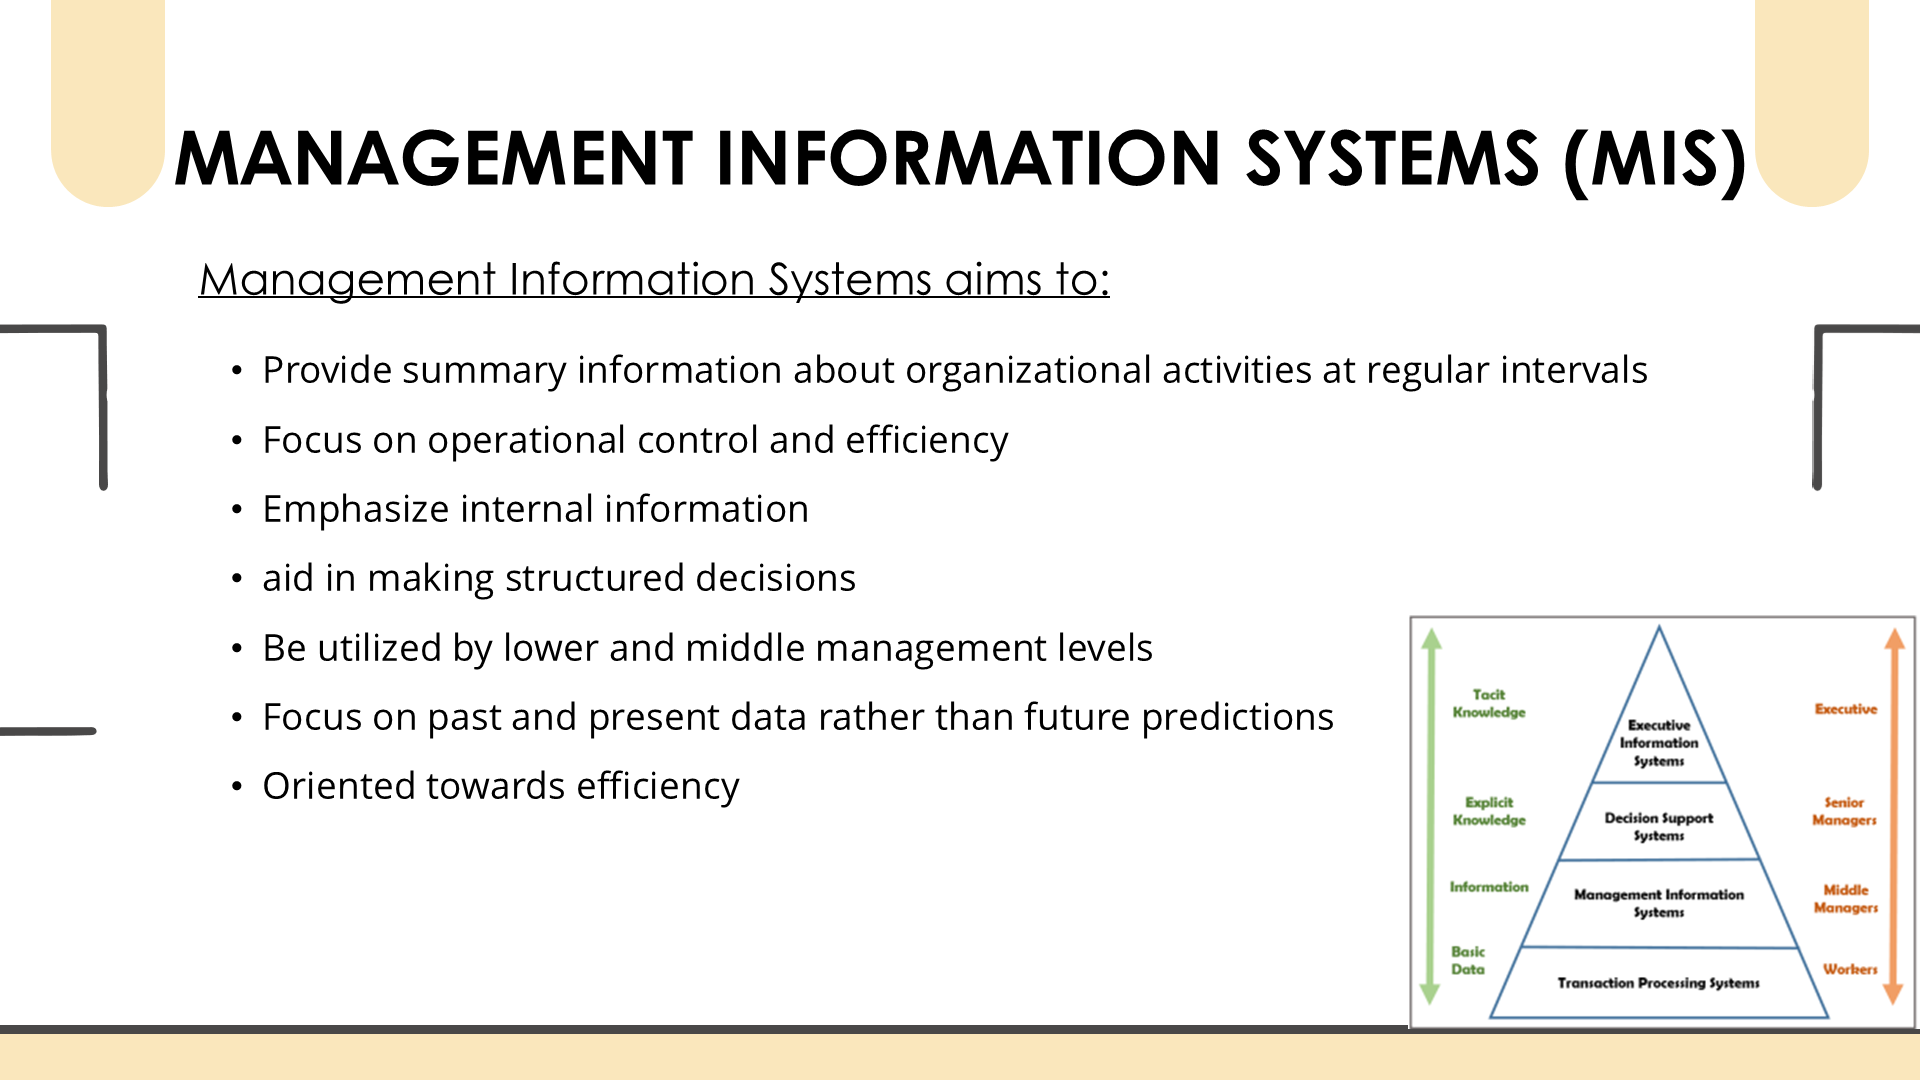 MANAGEMENT INFORMATION SYSTEMS (MIS)
Management Information Systems aims to:
• Provide summary information about organizational activities at regular intervals
• Focus on operational control and efficiency
• Emphasize internal information
• aid in making structured decisions
• Be utilized by lower and middle management levels
• Focus on past and present data rather than future predictions
• Oriented towards efficiency
Tacit
Knowledge
Explicit
Knowledge
Information
Basic
Data
Executive
Information
Systems
Decision Support
Systems
Management Information
Systems
Transaction Processing Systems
Executive
Senior
Managers
Middle
Managers
Workers